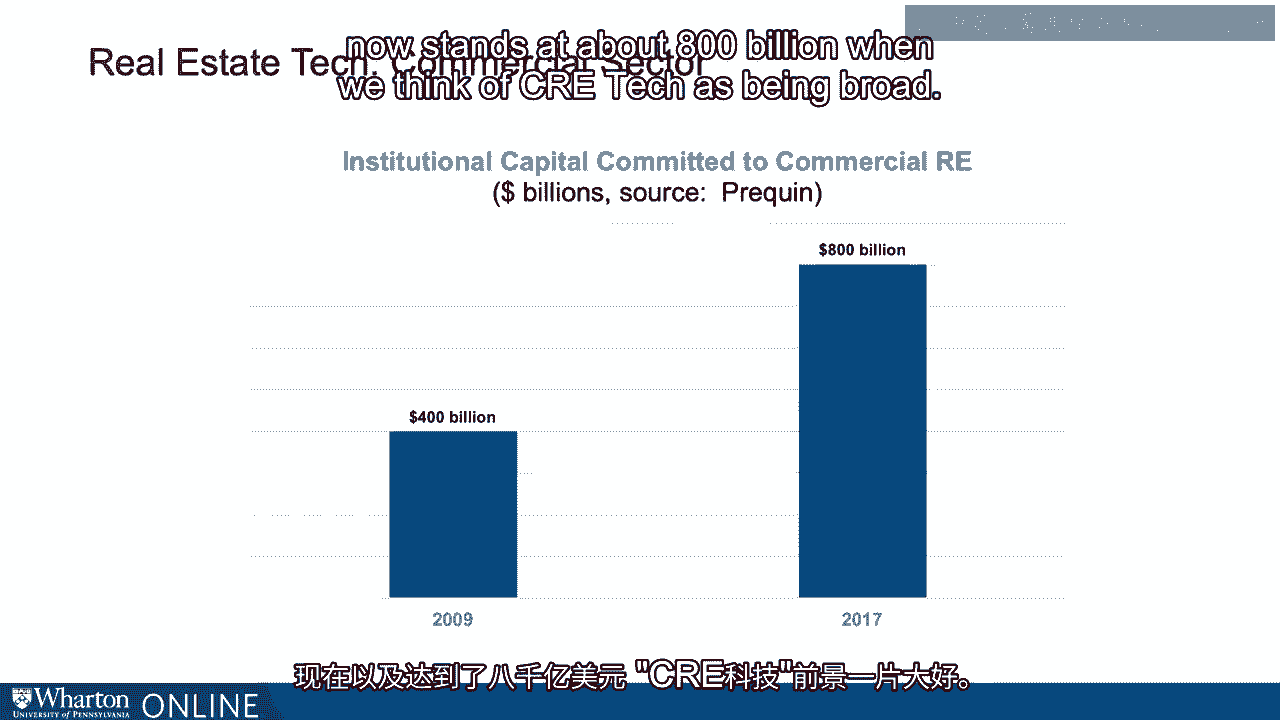 now stands at about 800 billion when
Real Estate Tech: Commercial Sector
we think of CRE Tech as being broad.
Institutional Capital Committed to Commercial RE
($ billions, source: Prequin)
$800 billion
$400 billion
2009
2017
现在以及达到了八千亿美元 "CRE科技"前景一片大好。
Wharton
UNIVERSITY of PENNSYLVANIA
ONLINE